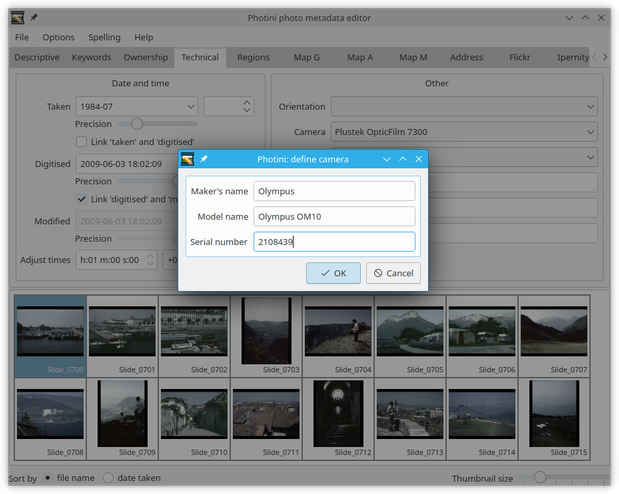 Photini photo metadata editor
File Options Spelling Help
Descriptive Keywords Ownership Technical Regions Map G Map A Map M Address Flickr Ipernity
Date and time
Other
Taken 1984-07
Orientation
Precision
Camera Plustek OpticFilm 7300
Link 'taken' and 'digitised'
Digitised 2009-06-03 18:02:09
Precision
Link 'digitised' and 'm
Modified 2009-06-03 18:02:09
Precision
Adjust times h:01 m:00 s:00 +0
Photini: define camera
Maker's name Olympus
Model name Olympus OM10
Serial number 2108439
OK Cancel
Slide_0700 Slide_0701 Slide_0702 Slide_0703 Slide_0704 Slide_0705 Slide_0706 Slide_0707
Slide_0708 Slide_0709 Slide_0710 Slide_0711 Slide_0712 Slide_0713 Slide_0714 Slide_0715
Sort by file name date taken Thumbnail size